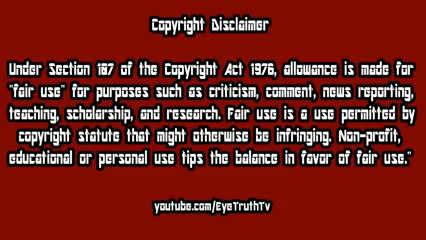 Copyright Disclaimer
Under Section 107 of the Copyright Act 1976, allowance is made for
"fair use" for purposes such as criticism, comment, news reporting,
teaching, scholarship, and research. Fair use is a use permitted by
copyright statute that might otherwise be infringing. Non-profit,
educational or personal use tips the balance in favor of fair use."
youtube.com/EyeTruthTv